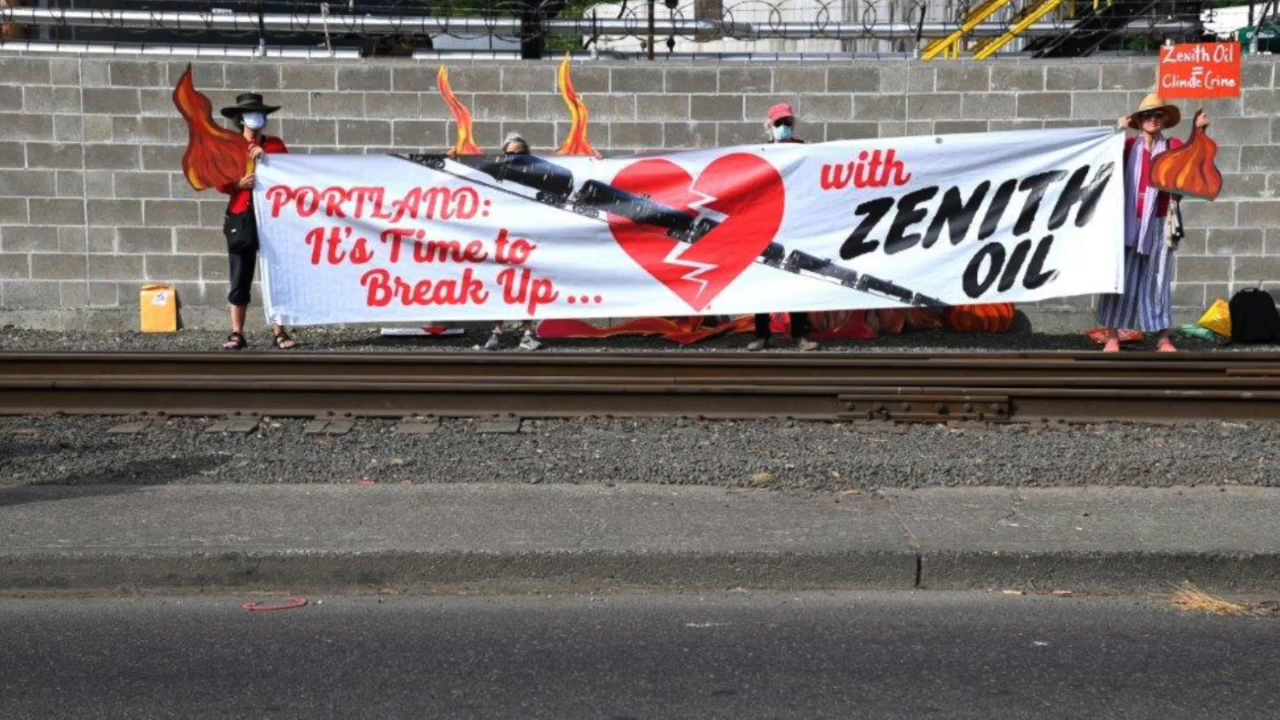 Zenith Oil
=
Climate Crime
PORTLAND:
It's Time to
Break Up ...
with
ZENITH
OIL